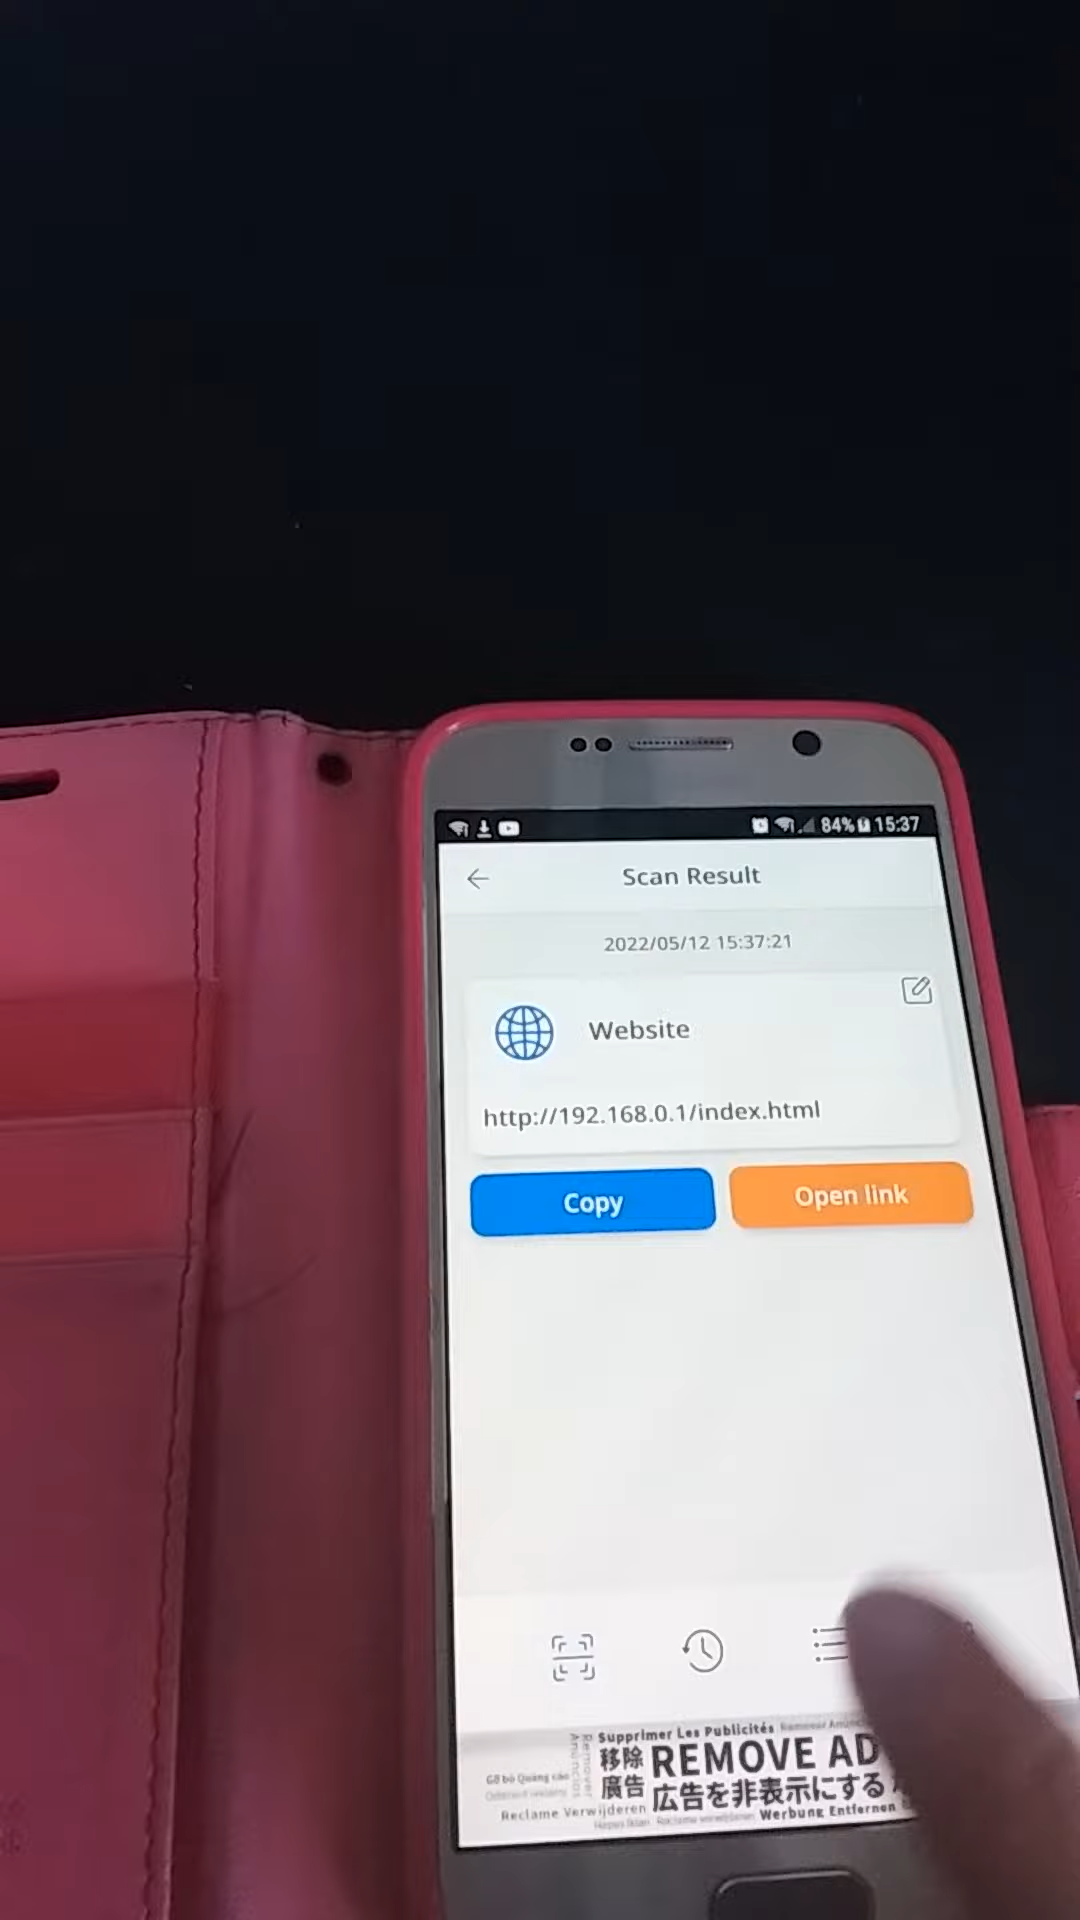 84% 15:37
Scan Result
2022/05/12 15:37:21
Website
http://192.168.0.1/index.html
Copy
Open link
Supprimer Les Publicités
移除
廣告
REMOVE AD
広告を非表示にする
Gỡ bỏ Quảng cáo
Reclame Verwijderen
Werbung Entfernen